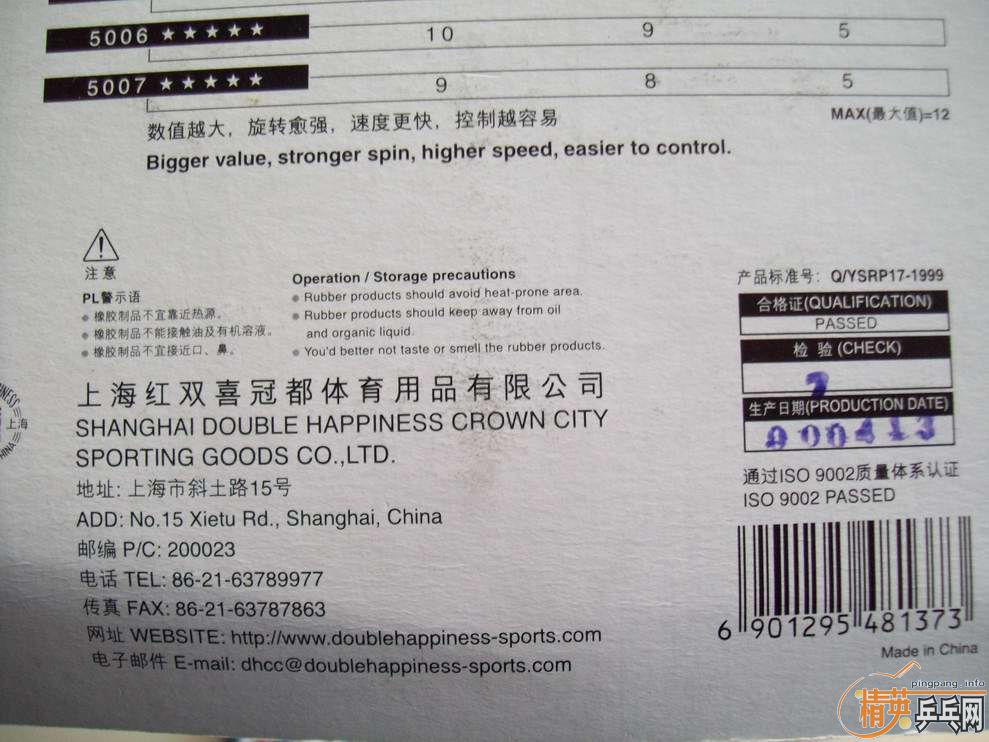 5006 ★★★★★ 10 9 5
5007 ★★★★★ 9 8 5
数值越大，旋转愈强，速度更快，控制越容易
MAX(最大值)=12
Bigger value, stronger spin, higher speed, easier to control.
注意
PL警示语
● 橡胶制品不宜靠近热源。
● 橡胶制品不能接触油及有机溶液。
● 橡胶制品不宜接近口、鼻。
Operation / Storage precautions
● Rubber products should avoid heat-prone area.
● Rubber products should keep away from oil
and organic liquid.
● You'd better not taste or smell the rubber products.
产品标准号: Q/YSRP17-1999
合格证(QUALIFICATION)
PASSED
检 验 (CHECK)
7
生产日期(PRODUCTION DATE)
通过ISO 9002质量体系认证
ISO 9002 PASSED
上海
上海红双喜冠都体育用品有限公司
SHANGHAI DOUBLE HAPPINESS CROWN CITY
SPORTING GOODS CO.,LTD.
地址: 上海市斜土路15号
ADD: No.15 Xietu Rd., Shanghai, China
邮编 P/C: 200023
电话 TEL: 86-21-63789977
传真 FAX: 86-21-63787863
网址 WEBSITE: http://www.doublehappiness-sports.com
电子邮件 E-mail: dhcc@doublehappiness-sports.com
6 901295 481373
Made in China
pingpang.info
精英乒乓网